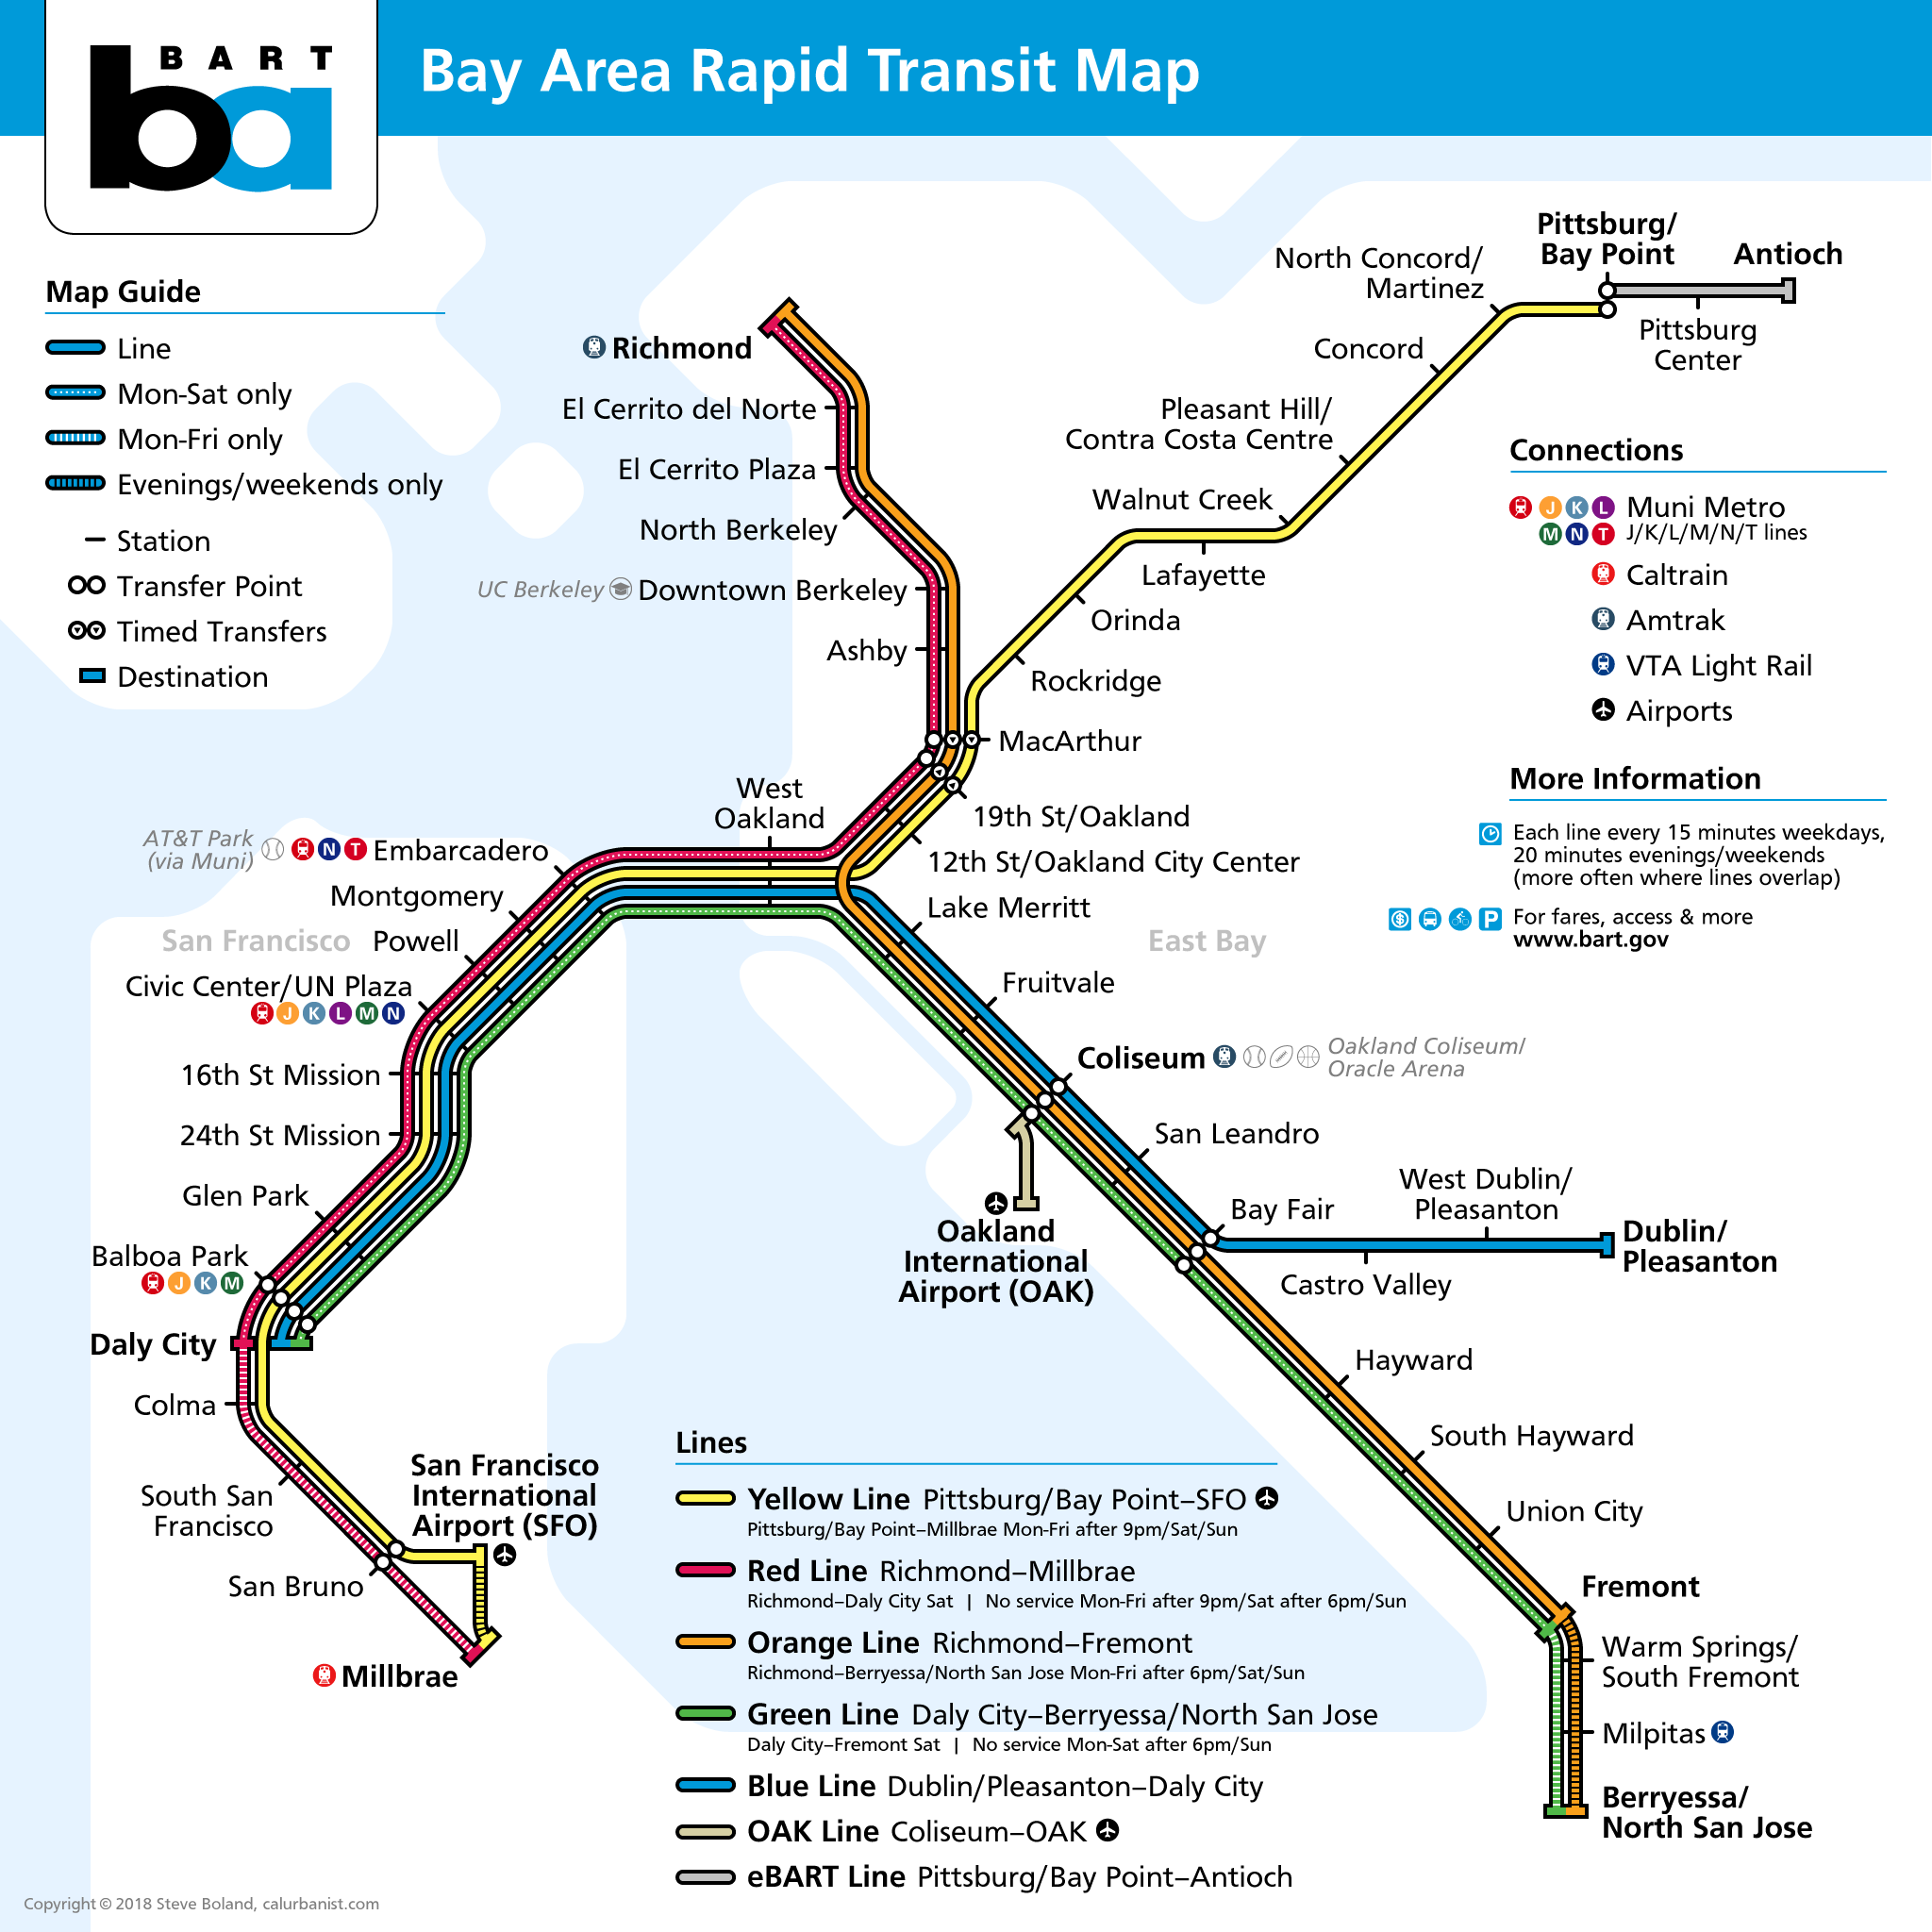 BART
ba
Bay Area Rapid Transit Map
Map Guide
Line
Mon-Sat only
Mon-Fri only
Evenings/weekends only
Station
Transfer Point
Timed Transfers
Destination
Richmond
El Cerrito del Norte
El Cerrito Plaza
North Berkeley
UC Berkeley Downtown Berkeley
Ashby
Pittsburg/
Bay Point
Antioch
Pittsburg
Center
North Concord/
Martinez
Concord
Pleasant Hill/
Contra Costa Centre
Walnut Creek
Lafayette
Orinda
Rockridge
MacArthur
19th St/Oakland
12th St/Oakland City Center
Lake Merritt
East Bay
Fruitvale
Coliseum
Oakland Coliseum/
Oracle Arena
San Leandro
Bay Fair
West Dublin/
Pleasanton
Castro Valley
Dublin/
Pleasanton
Oakland
International
Airport (OAK)
Hayward
South Hayward
Union City
Fremont
Warm Springs/
South Fremont
Milpitas
Berryessa/
North San Jose
West
Oakland
AT&T Park
(via Muni)
N T Embarcadero
Montgomery
San Francisco
Powell
Civic Center/UN Plaza
J K L M N
16th St Mission
24th St Mission
Glen Park
Balboa Park
J K M
Daly City
Colma
South San
Francisco
San Bruno
San Francisco
International
Airport (SFO)
Millbrae
Connections
J K L Muni Metro
M N T J/K/L/M/N/T lines
Caltrain
Amtrak
VTA Light Rail
Airports
More Information
Each line every 15 minutes weekdays,
20 minutes evenings/weekends
(more often where lines overlap)
$ P For fares, access & more
www.bart.gov
Lines
Yellow Line Pittsburg/Bay Point–SFO
Pittsburg/Bay Point–Millbrae Mon-Fri after 9pm/Sat/Sun
Red Line Richmond–Millbrae
Richmond–Daly City Sat | No service Mon-Fri after 9pm/Sat after 6pm/Sun
Orange Line Richmond–Fremont
Richmond–Berryessa/North San Jose Mon-Fri after 6pm/Sat/Sun
Green Line Daly City–Berryessa/North San Jose
Daly City–Fremont Sat | No service Mon-Sat after 6pm/Sun
Blue Line Dublin/Pleasanton–Daly City
OAK Line Coliseum–OAK
eBART Line Pittsburg/Bay Point–Antioch
Copyright © 2018 Steve Boland, calurbanist.com